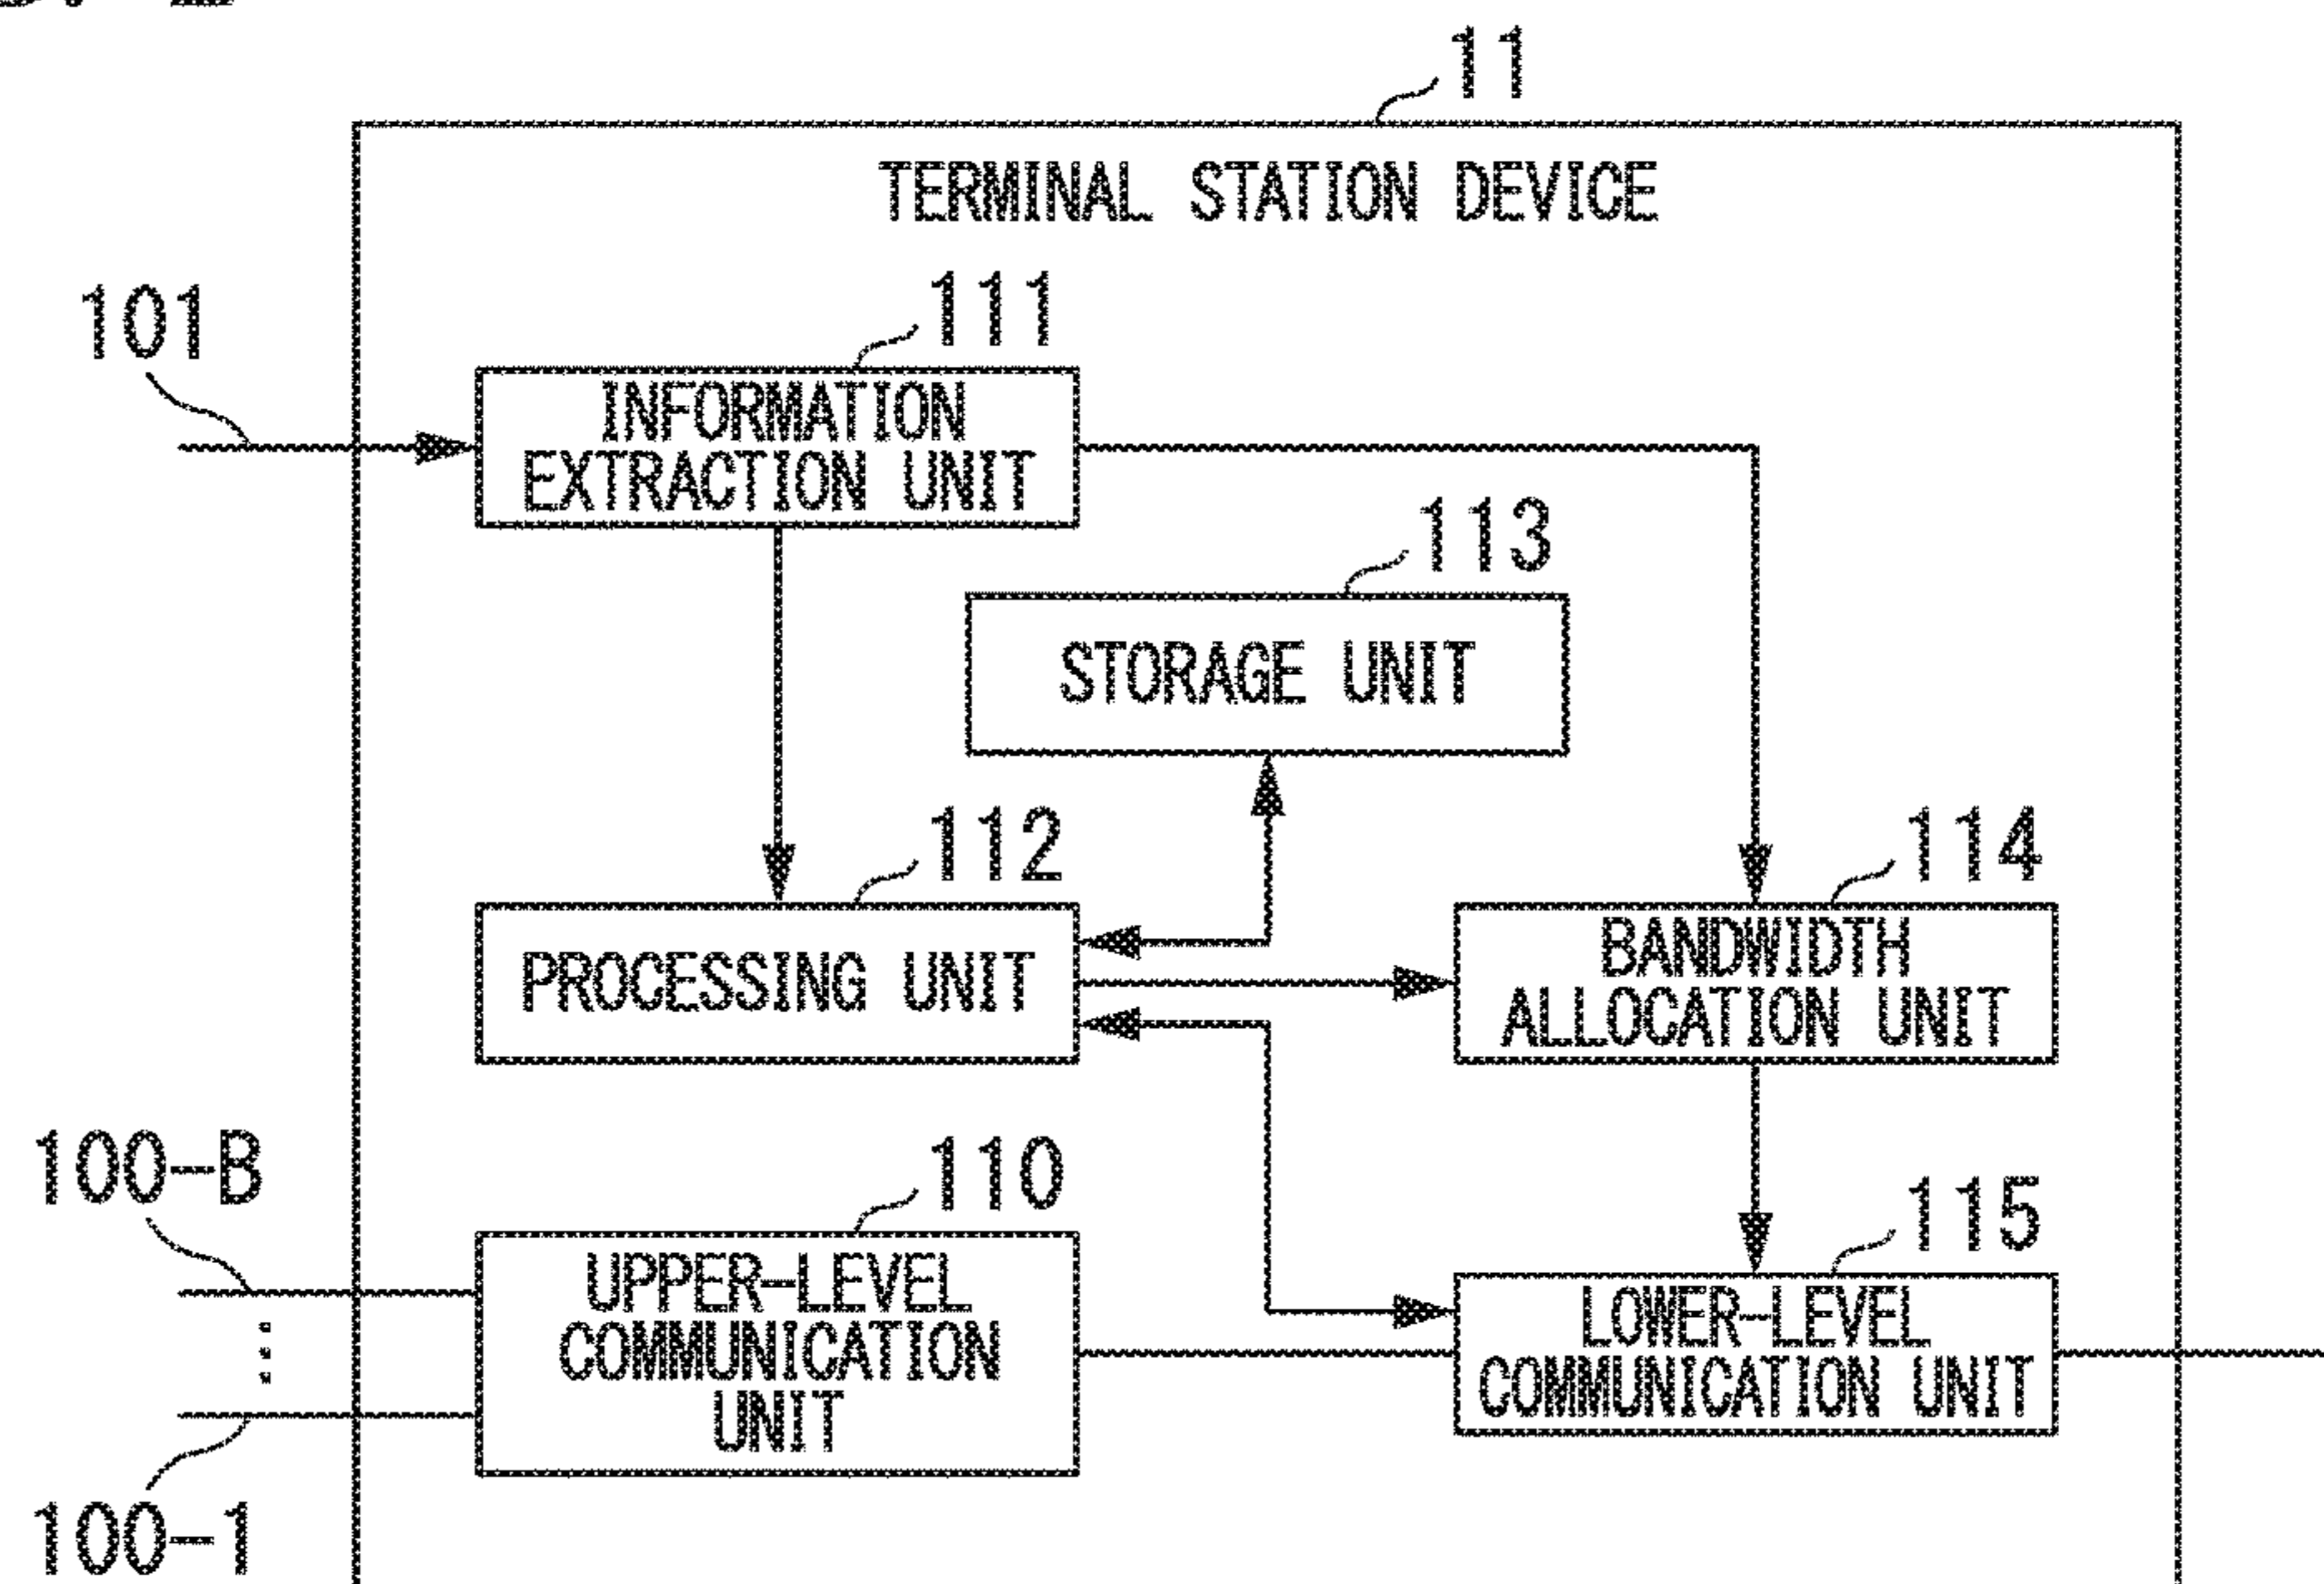 11
TERMINAL STATION DEVICE
101
111
INFORMATION
EXTRACTION UNIT
113
STORAGE UNIT
112
PROCESSING UNIT
114
BANDWIDTH
ALLOCATION UNIT
100-B
110
UPPER-LEVEL
COMMUNICATION
UNIT
115
LOWER-LEVEL
COMMUNICATION UNIT
100-1